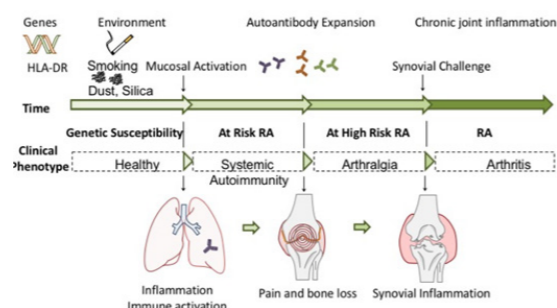 Genes
Environment
Autoantibody Expansion
Chronic joint inflammation
HLA-DR
Smoking
Dust, Silica
Mucosal Activation
Synovial Challenge
Time
Genetic Susceptibility
At Risk RA
At High Risk RA
RA
Clinical
Phenotype
Healthy
Systemic
Autoimmunity
Arthralgia
Arthritis
Inflammation
Immune activation
Pain and bone loss
Synovial Inflammation